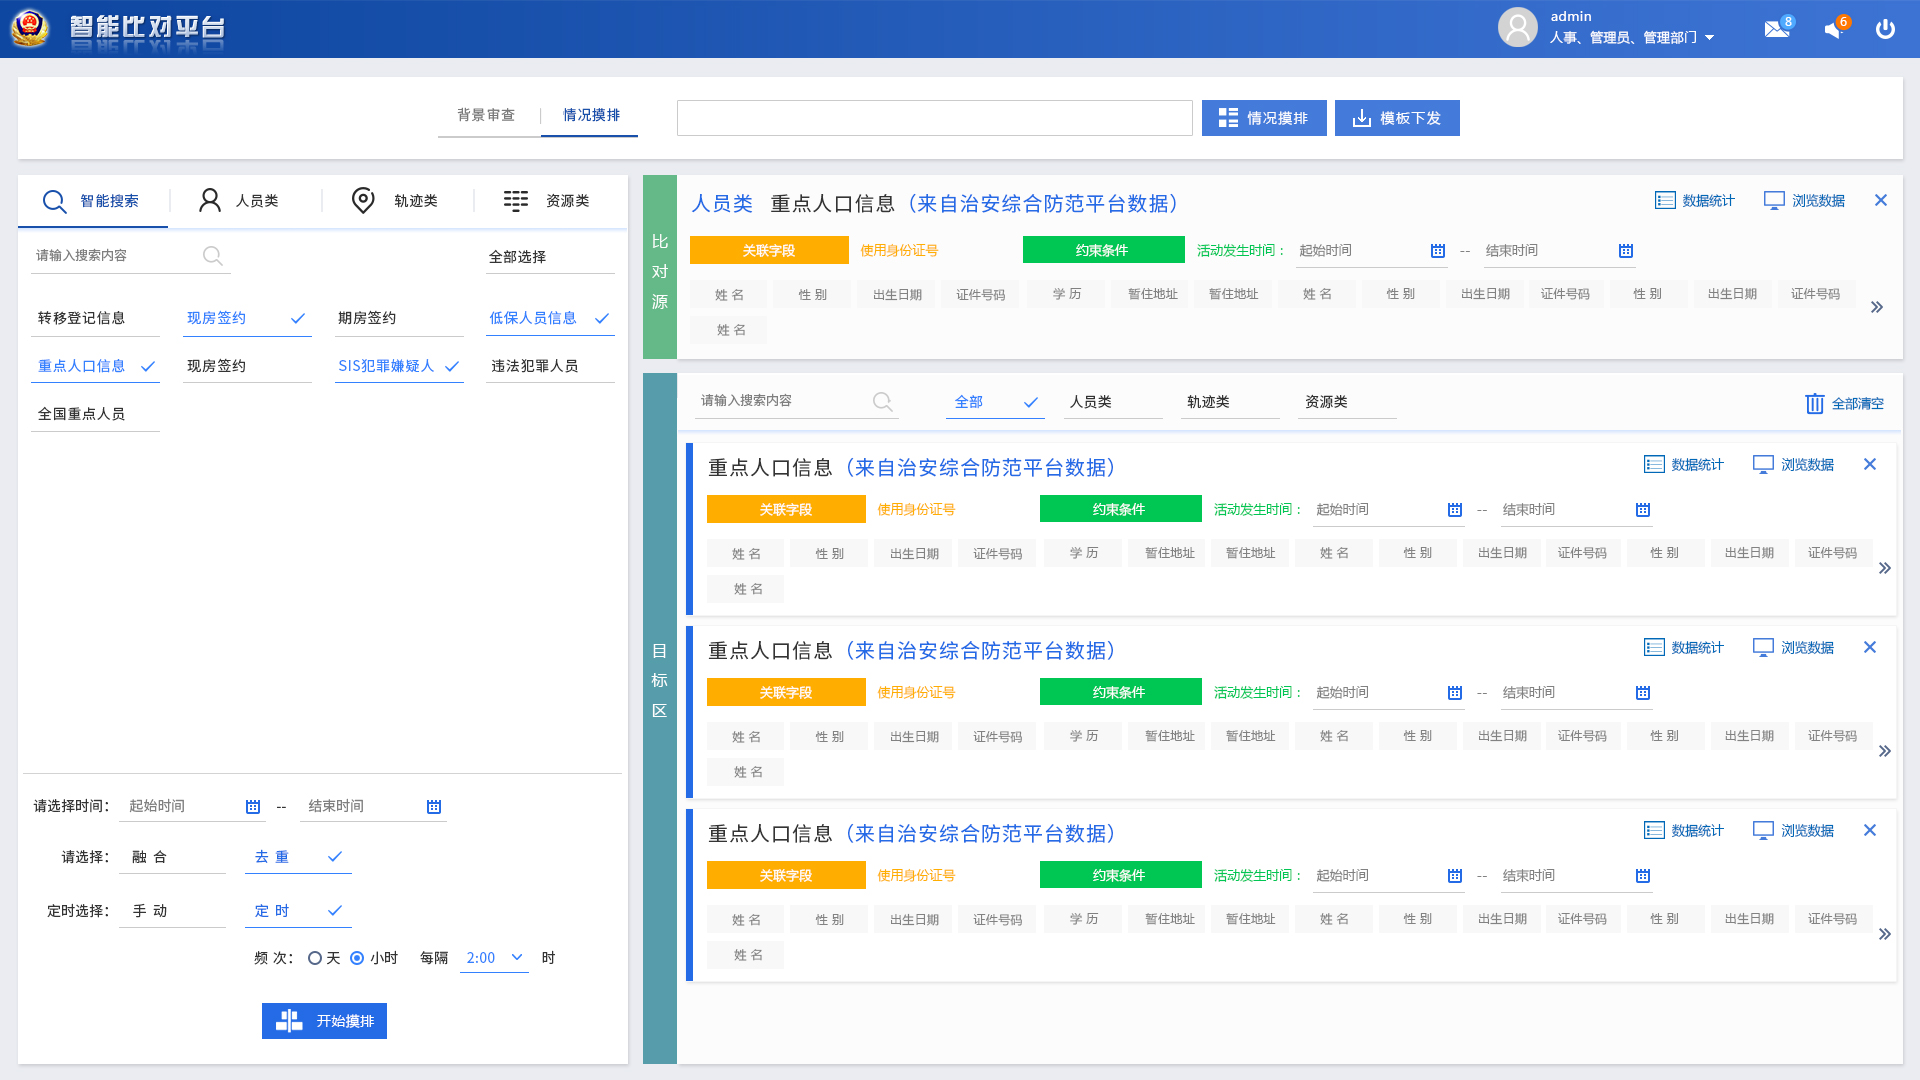 智能比对平台
admin
人事、管理员、管理部门
8
6
背景审查
情况摸排
情况摸排
模板下发
智能搜索
人员类
轨迹类
资源类
请输入搜索内容
全部选择
转移登记信息
现房签约
期房签约
低保人员信息
重点人口信息
现房签约
SIS犯罪嫌疑人
违法犯罪人员
全国重点人员
请选择时间：
起始时间
--
结束时间
请选择：
融 合
去 重
定时选择：
手 动
定 时
频 次：
天
小时
每隔
2:00
时
开始摸排
比对源
人员类 重点人口信息（来自治安综合防范平台数据）
数据统计
浏览数据
关联字段
使用身份证号
约束条件
活动发生时间：
起始时间
--
结束时间
姓 名 性 别 出生日期 证件号码 学 历 暂住地址 暂住地址 姓 名 性 别 出生日期 证件号码 性 别 出生日期 证件号码
姓 名
目标区
请输入搜索内容
全部
人员类
轨迹类
资源类
全部清空
重点人口信息（来自治安综合防范平台数据）
数据统计
浏览数据
关联字段
使用身份证号
约束条件
活动发生时间：
起始时间
--
结束时间
姓 名 性 别 出生日期 证件号码 学 历 暂住地址 暂住地址 姓 名 性 别 出生日期 证件号码 性 别 出生日期 证件号码
姓 名
重点人口信息（来自治安综合防范平台数据）
数据统计
浏览数据
关联字段
使用身份证号
约束条件
活动发生时间：
起始时间
--
结束时间
姓 名 性 别 出生日期 证件号码 学 历 暂住地址 暂住地址 姓 名 性 别 出生日期 证件号码 性 别 出生日期 证件号码
姓 名
重点人口信息（来自治安综合防范平台数据）
数据统计
浏览数据
关联字段
使用身份证号
约束条件
活动发生时间：
起始时间
--
结束时间
姓 名 性 别 出生日期 证件号码 学 历 暂住地址 暂住地址 姓 名 性 别 出生日期 证件号码 性 别 出生日期 证件号码
姓 名